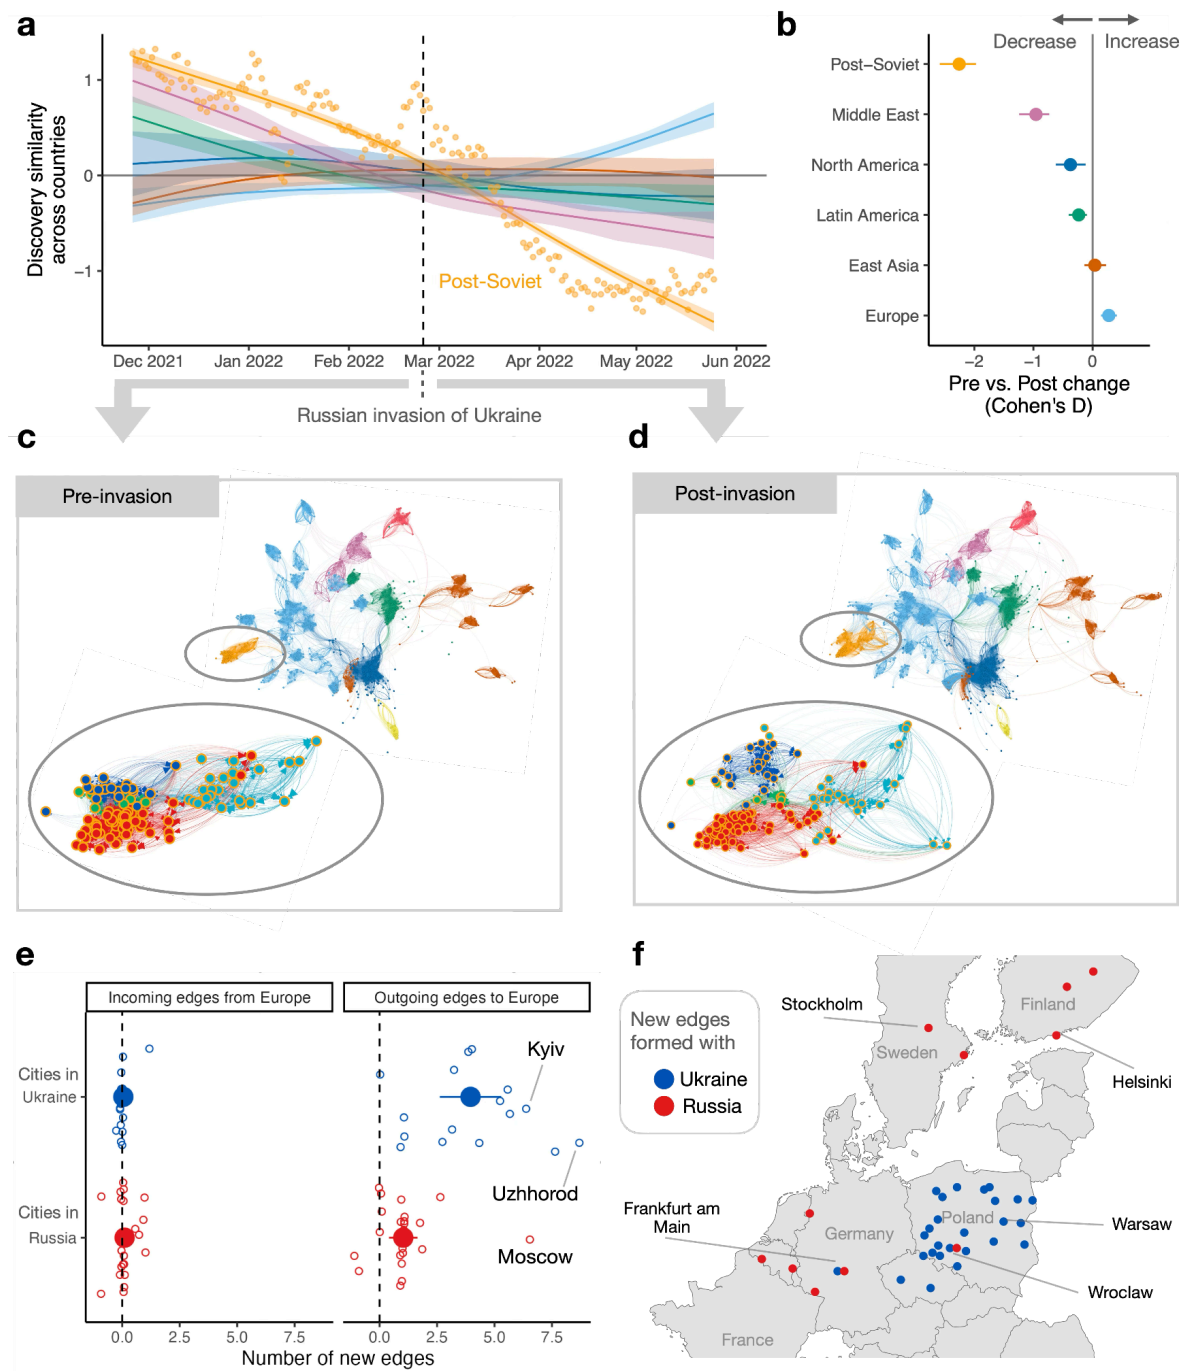 a
Discovery similarity
across countries
1
0
−1
Post-Soviet
Dec 2021 Jan 2022 Feb 2022 Mar 2022 Apr 2022 May 2022 Jun 2022
Russian invasion of Ukraine
b
Decrease Increase
Post−Soviet
Middle East
North America
Latin America
East Asia
Europe
−2 −1 0
Pre vs. Post change
(Cohen's D)
c
Pre-invasion
d
Post-invasion
e
Incoming edges from Europe Outgoing edges to Europe
Cities in
Ukraine
Cities in
Russia
Kyiv
Uzhhorod
Moscow
0.0 2.5 5.0 7.5 0.0 2.5 5.0 7.5
Number of new edges
f
New edges
formed with
Ukraine
Russia
Stockholm
Finland
Sweden
Helsinki
Frankfurt am
Main
Germany
Poland
Warsaw
Wroclaw
France